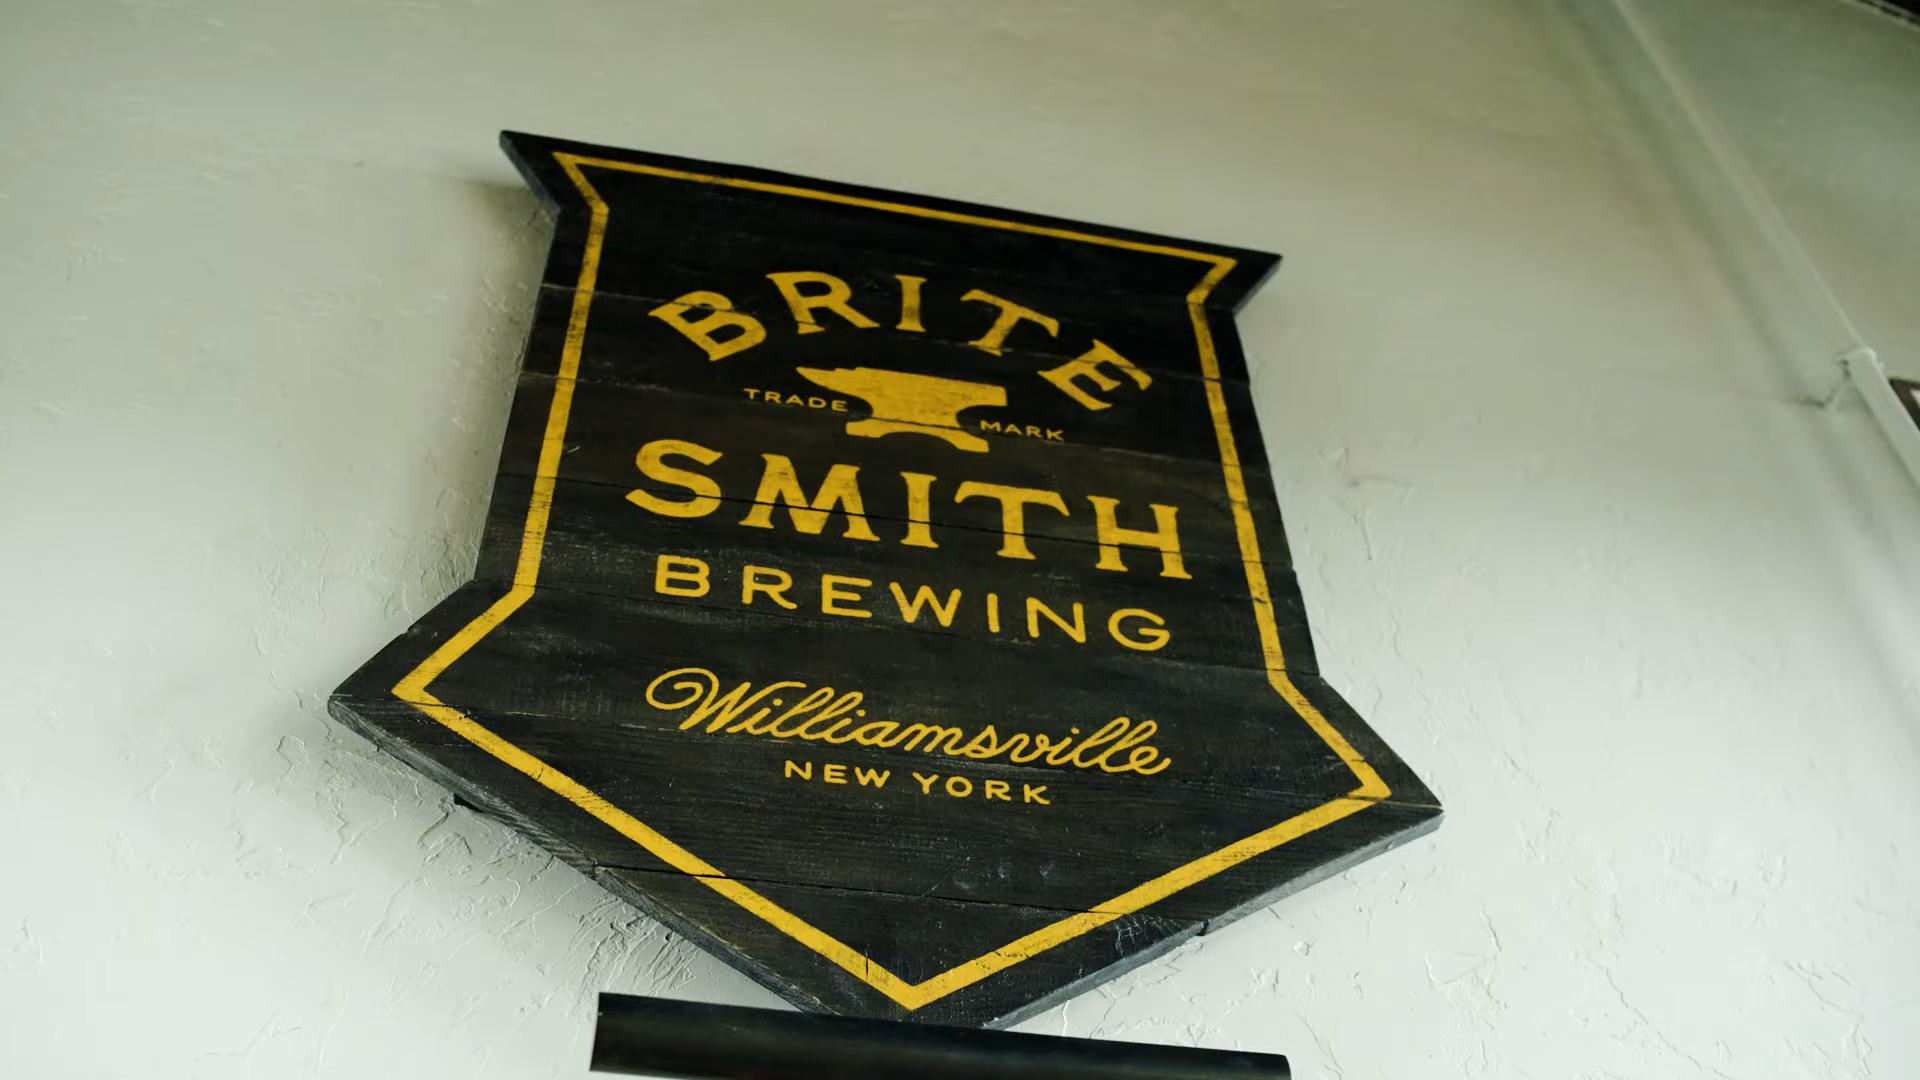 BRITE
TRADE MARK
SMITH
BREWING
Williamsville
NEW YORK